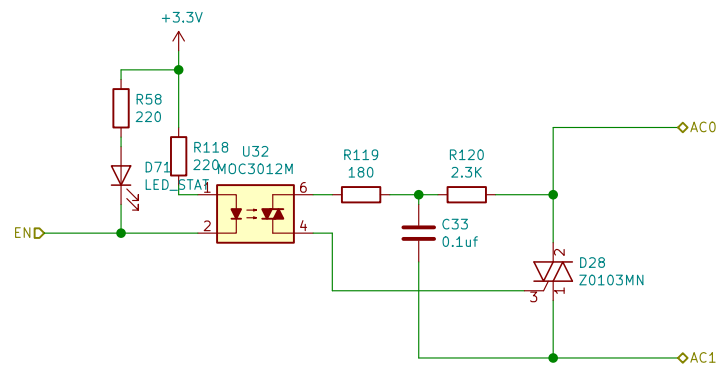 +3.3V
R58
220
R118
220
D71
LED_STAT
U32
MOC3012M
1
2
6
4
EN
R119
180
R120
2.3K
C33
0.1uf
AC0
2
D28
Z0103MN
3
1
AC1